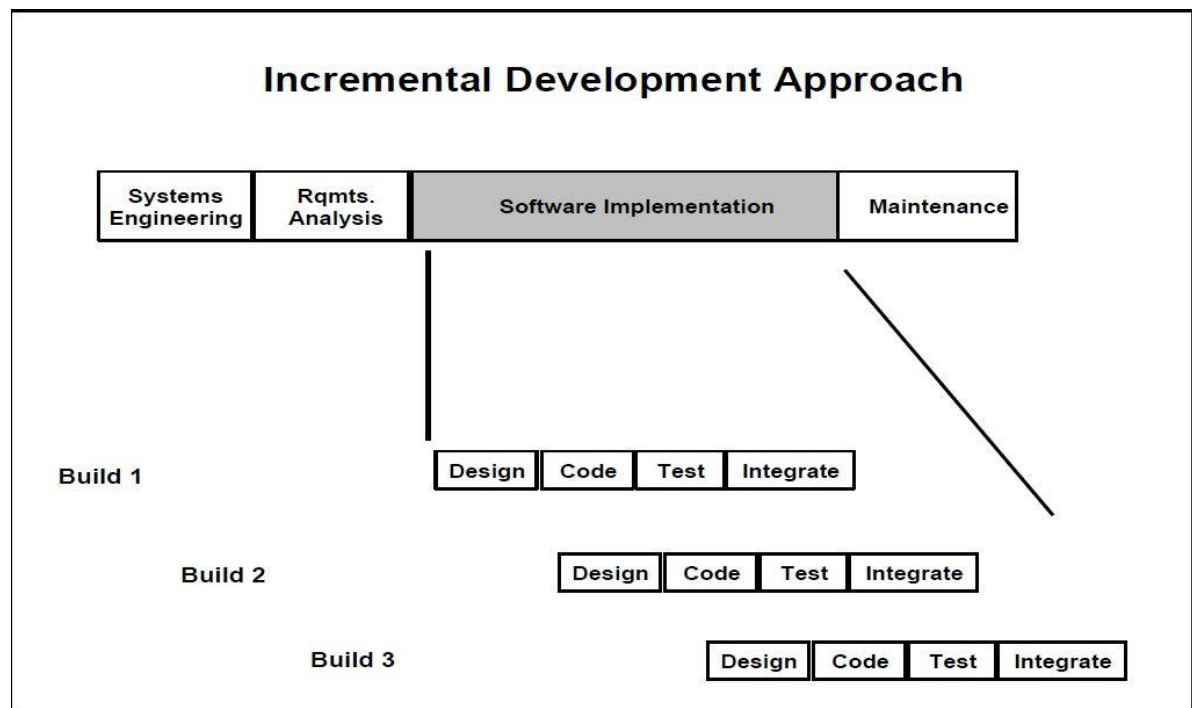 Incremental Development Approach
Systems
Engineering
Rqmts.
Analysis
Software Implementation
Maintenance
Build 1
Design
Code
Test
Integrate
Build 2
Design
Code
Test
Integrate
Build 3
Design
Code
Test
Integrate